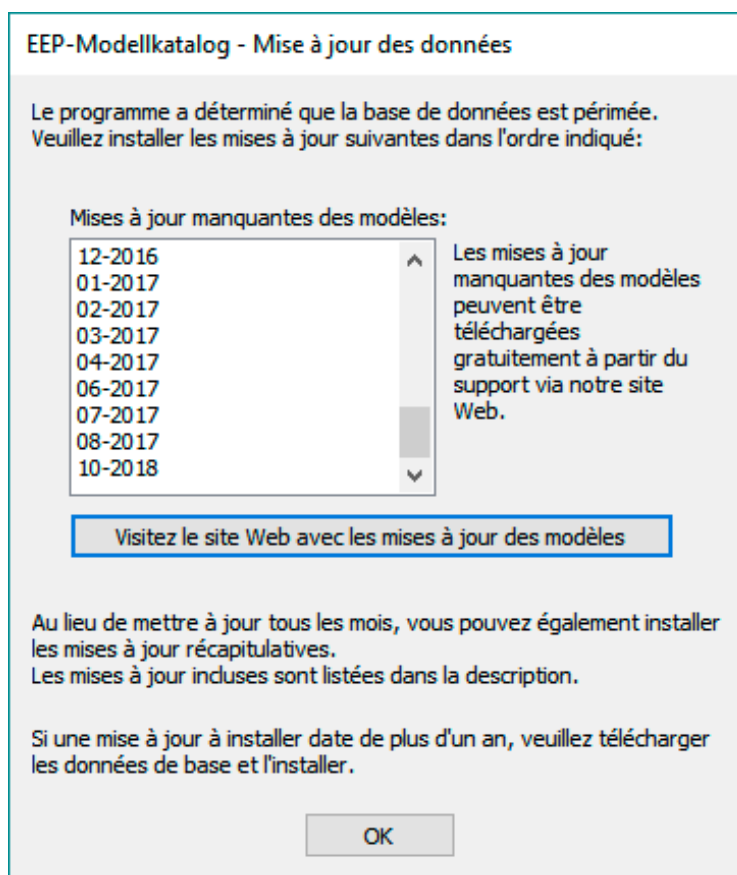 EEP-Modellkatalog - Mise à jour des données
Le programme a déterminé que la base de données est périmée.
Veuillez installer les mises à jour suivantes dans l'ordre indiqué:
Mises à jour manquantes des modèles:
12-2016
01-2017
02-2017
03-2017
04-2017
06-2017
07-2017
08-2017
10-2018
Les mises à jour
manquantes des modèles
peuvent être
téléchargées
gratuitement à partir du
support via notre site
Web.
Visitez le site Web avec les mises à jour des modèles
Au lieu de mettre à jour tous les mois, vous pouvez également installer
les mises à jour récapitulatives.
Les mises à jour incluses sont listées dans la description.
Si une mise à jour à installer date de plus d'un an, veuillez télécharger
les données de base et l'installer.
OK